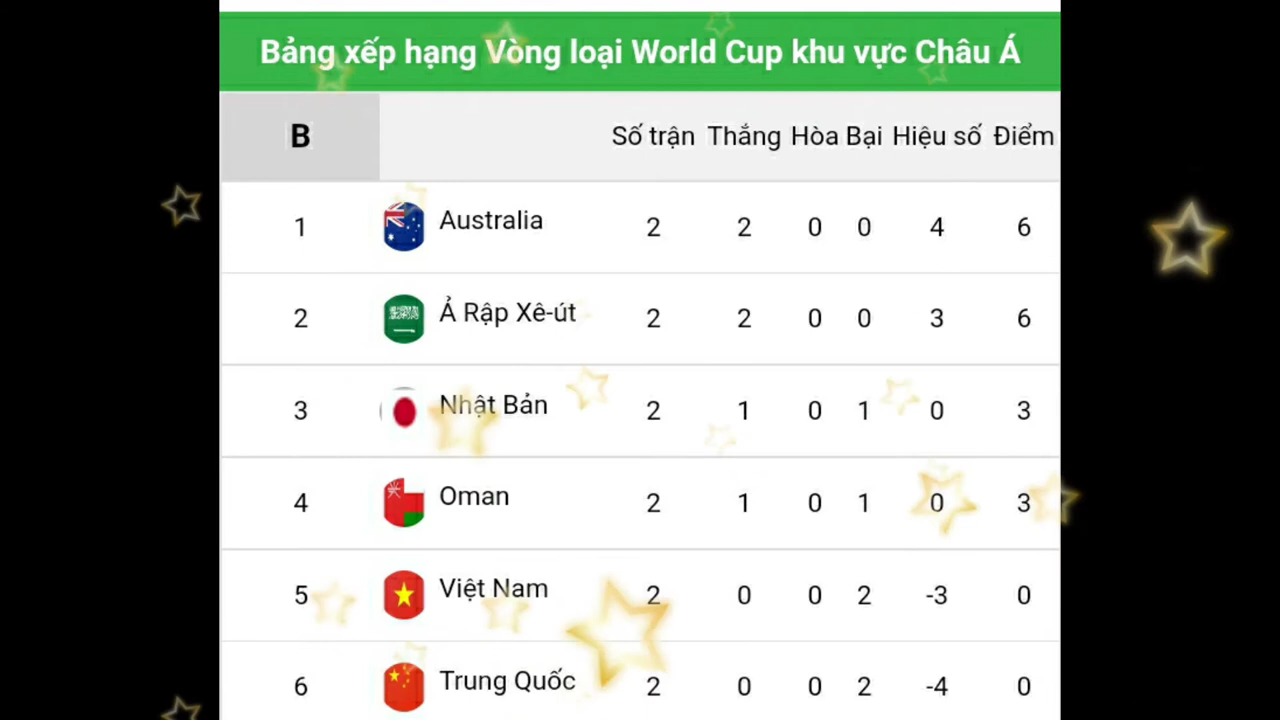 Bảng xếp hạng Vòng loại World Cup khu vực Châu Á
B Số trận Thắng Hòa Bại Hiệu số Điểm
1 Australia 2 2 0 0 4 6
2 Ả Rập Xê-út 2 2 0 0 3 6
3 Nhật Bản 2 1 0 1 0 3
4 Oman 2 1 0 1 0 3
5 Việt Nam 2 0 0 2 -3 0
6 Trung Quốc 2 0 0 2 -4 0